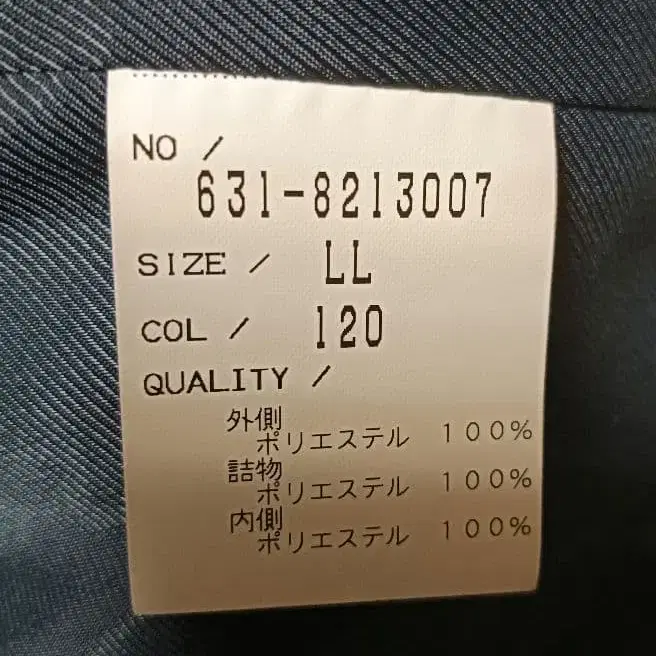 NO /
631-8213007
SIZE / LL
COL / 120
QUALITY /
外側
ポリエステル 100%
詰物
ポリエステル 100%
内側
ポリエステル 100%